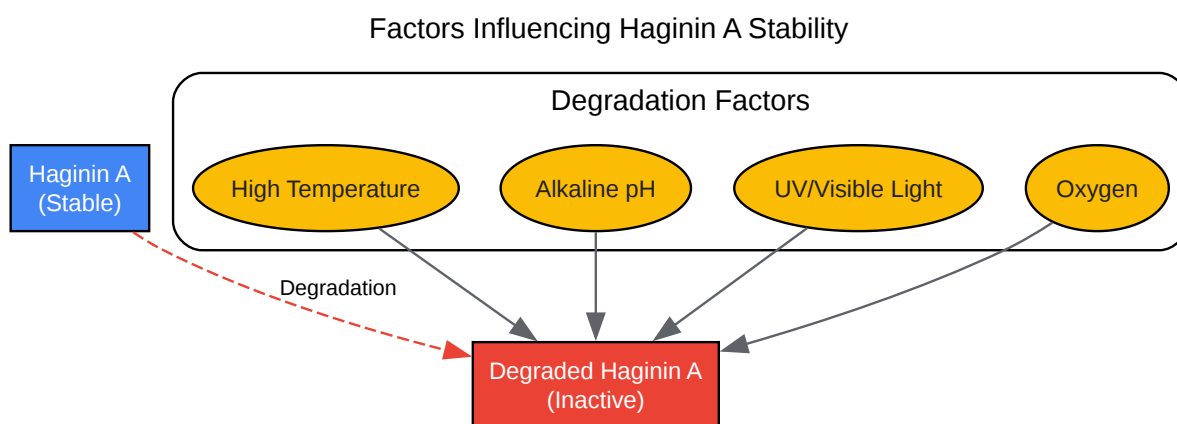 Factors Influencing Haginin A Stability
Degradation Factors
Haginin A
(Stable)
High Temperature
Alkaline pH
UV/Visible Light
Oxygen
Degradation
Degraded Haginin A
(Inactive)